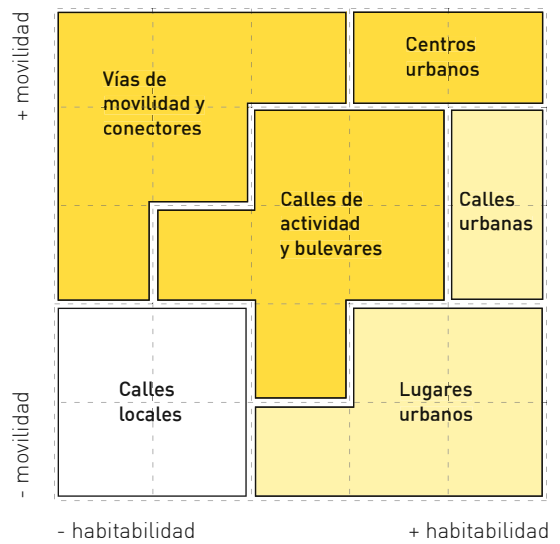 + movilidad
Vías de
movilidad y
conectores
Centros
urbanos
Calles de
actividad
y bulevares
Calles
urbanas
Calles
locales
Lugares
urbanos
- movilidad
- habitabilidad
+ habitabilidad